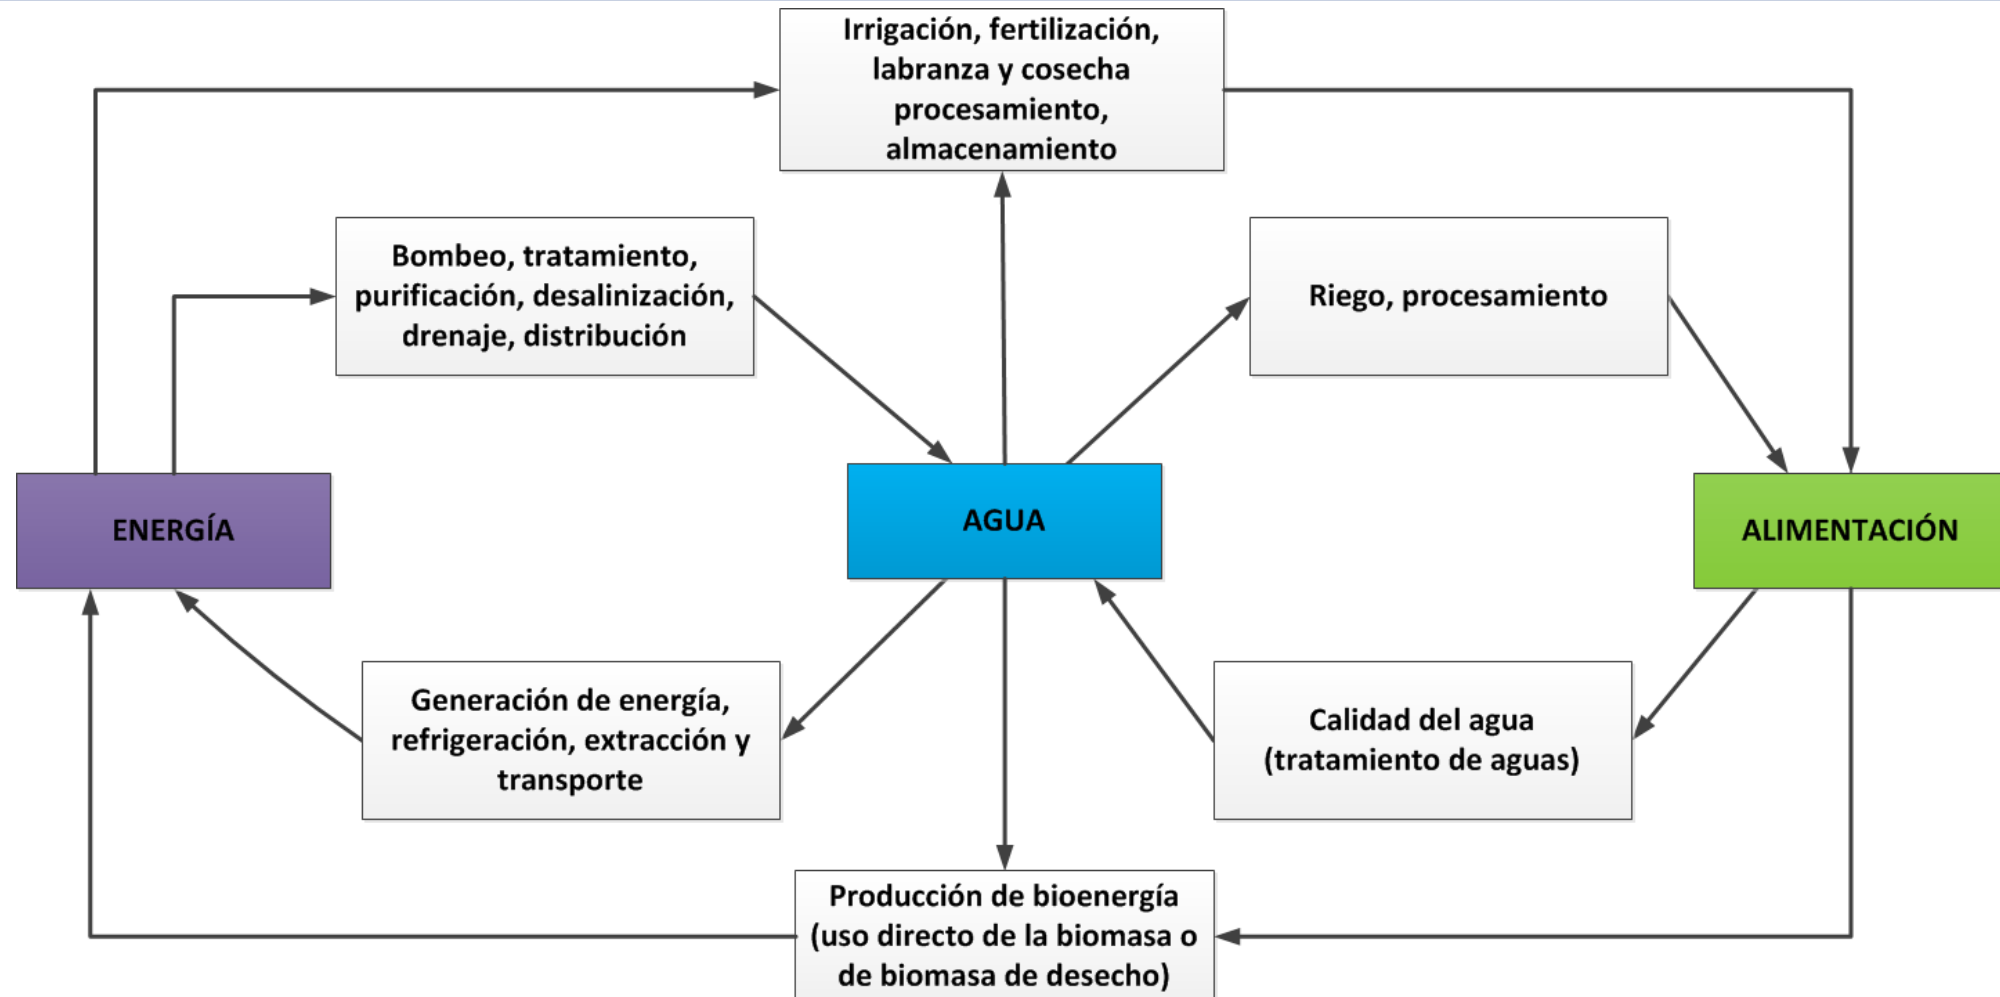 Irrigación, fertilización,
labranza y cosecha
procesamiento,
almacenamiento
Bombeo, tratamiento,
purificación, desalinización,
drenaje, distribución
Riego, procesamiento
ENERGÍA
AGUA
ALIMENTACIÓN
Generación de energía,
refrigeración, extracción y
transporte
Calidad del agua
(tratamiento de aguas)
Producción de bioenergía
(uso directo de la biomasa o
de biomasa de desecho)